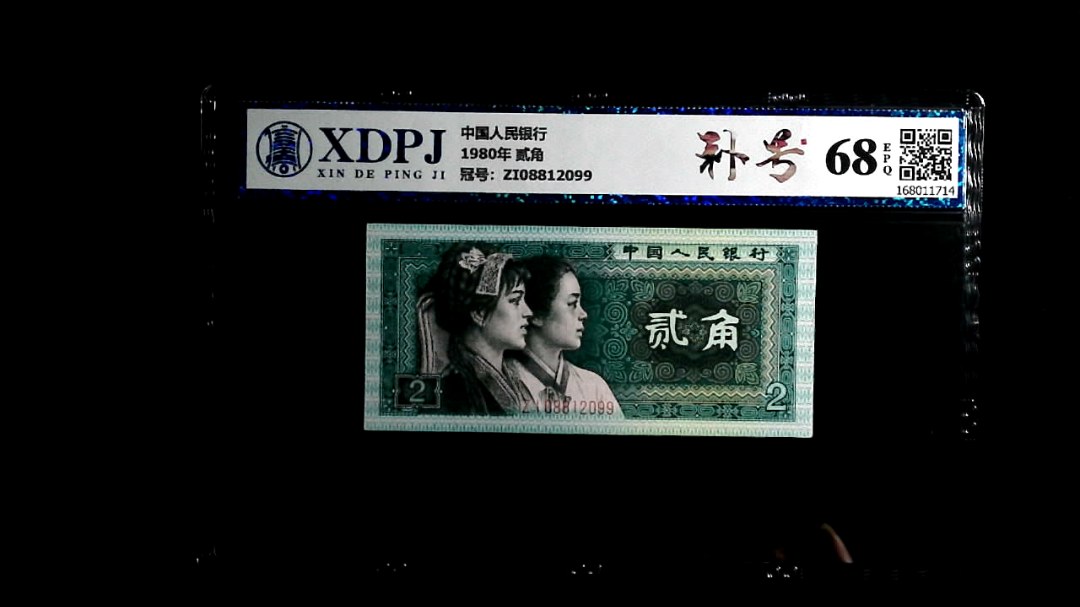 XDPJ
XIN DE PING JI
中国人民银行
1980年 贰角
冠号：ZI08812099
补号
68
EPQ
168011714
中国人民银行
贰角
2
2
ZI08812099